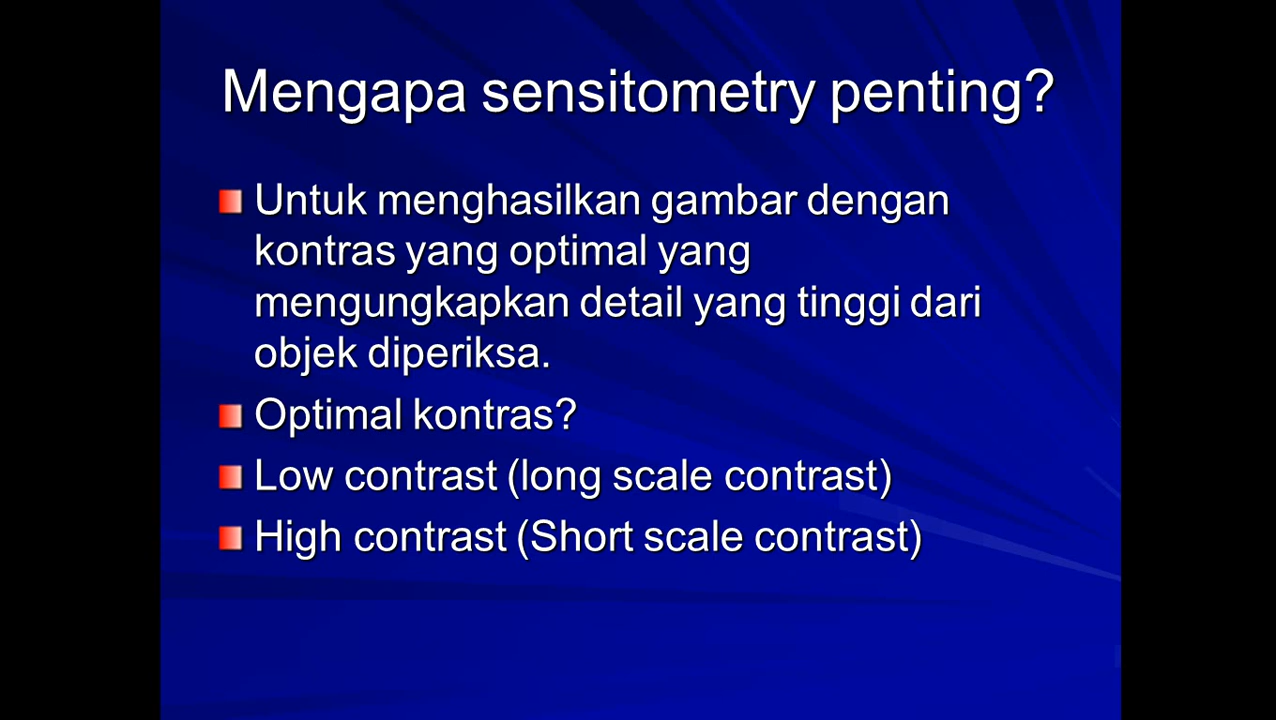 Mengapa sensitometry penting?
Untuk menghasilkan gambar dengan
kontras yang optimal yang
mengungkapkan detail yang tinggi dari
objek diperiksa.
Optimal kontras?
Low contrast (long scale contrast)
High contrast (Short scale contrast)